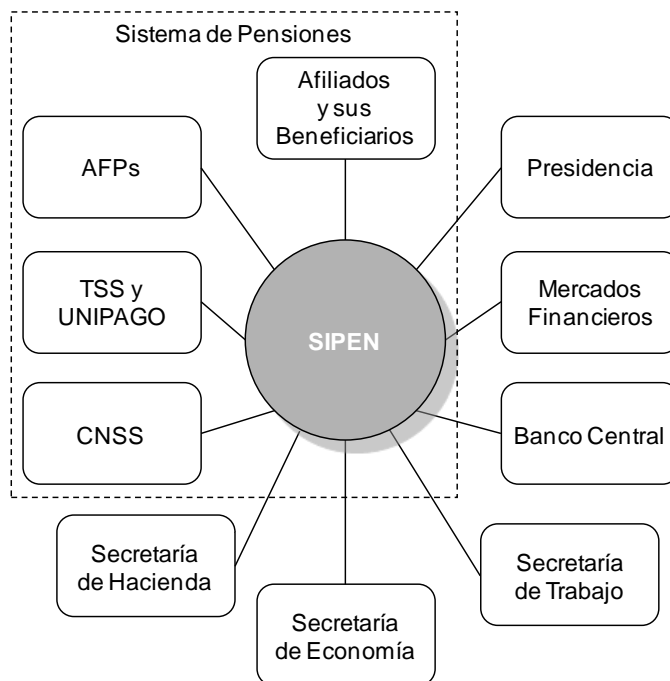 Sistema de Pensiones
Afiliados
y sus
Beneficiarios
AFPs
Presidencia
TSS y
UNIPAGO
Mercados
Financieros
SIPEN
CNSS
Banco Central
Secretaría
de Hacienda
Secretaría
de Trabajo
Secretaría
de Economía